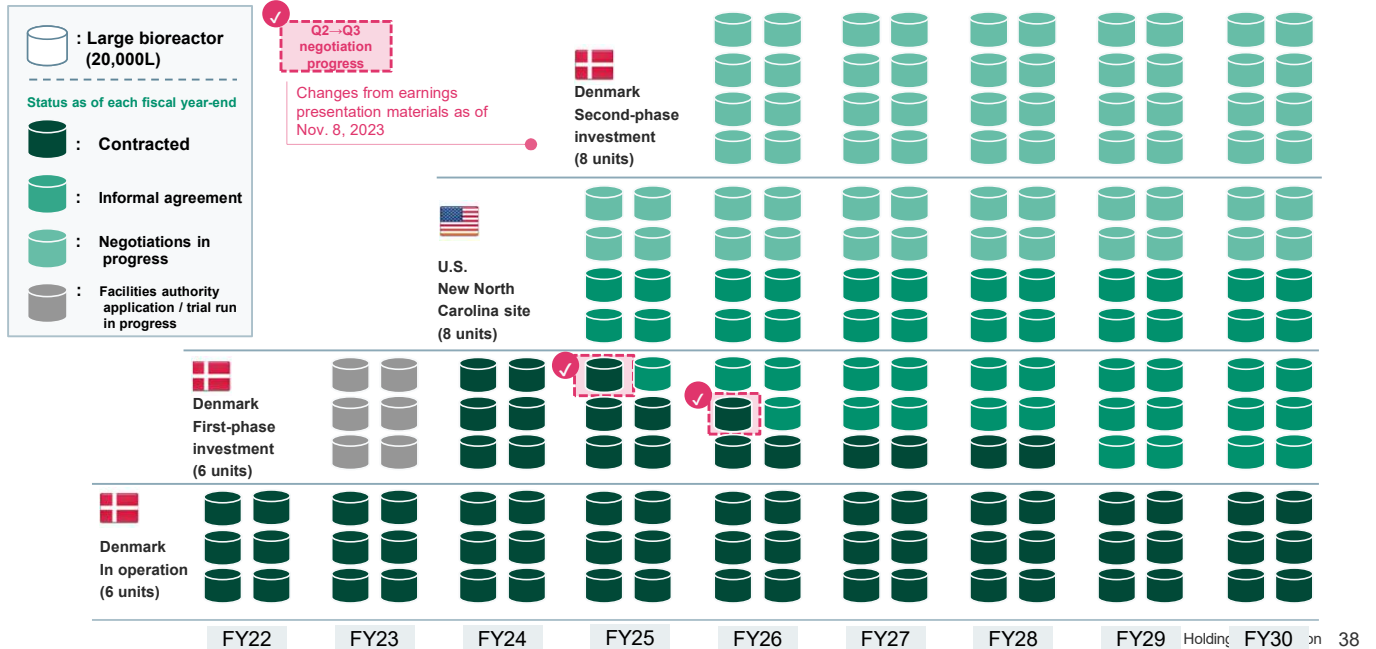 : Large bioreactor
(20,000L)
Status as of each fiscal year-end
: Contracted
: Informal agreement
: Negotiations in
progress
: Facilities authority
application / trial run
in progress
✓
Q2→Q3
negotiation
progress
Changes from earnings
presentation materials as of
Nov. 8, 2023
Denmark
Second-phase
investment
(8 units)
U.S.
New North
Carolina site
(8 units)
Denmark
First-phase
investment
(6 units)
✓
✓
Denmark
In operation
(6 units)
FY22 FY23 FY24 FY25 FY26 FY27 FY28 FY29 Holding FY30 on 38